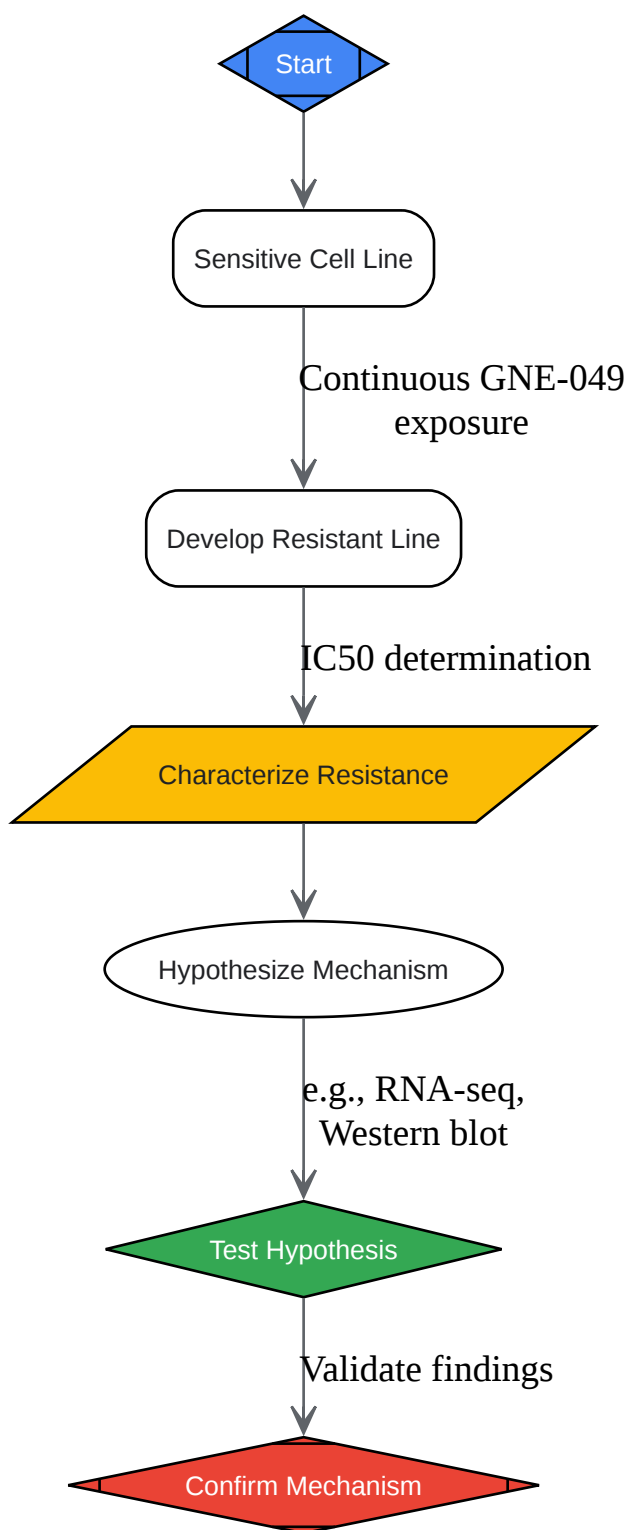 Start
Sensitive Cell Line
Continuous GNE-049
exposure
Develop Resistant Line
IC50 determination
Characterize Resistance
Hypothesize Mechanism
e.g., RNA-seq,
Western blot
Test Hypothesis
Validate findings
Confirm Mechanism